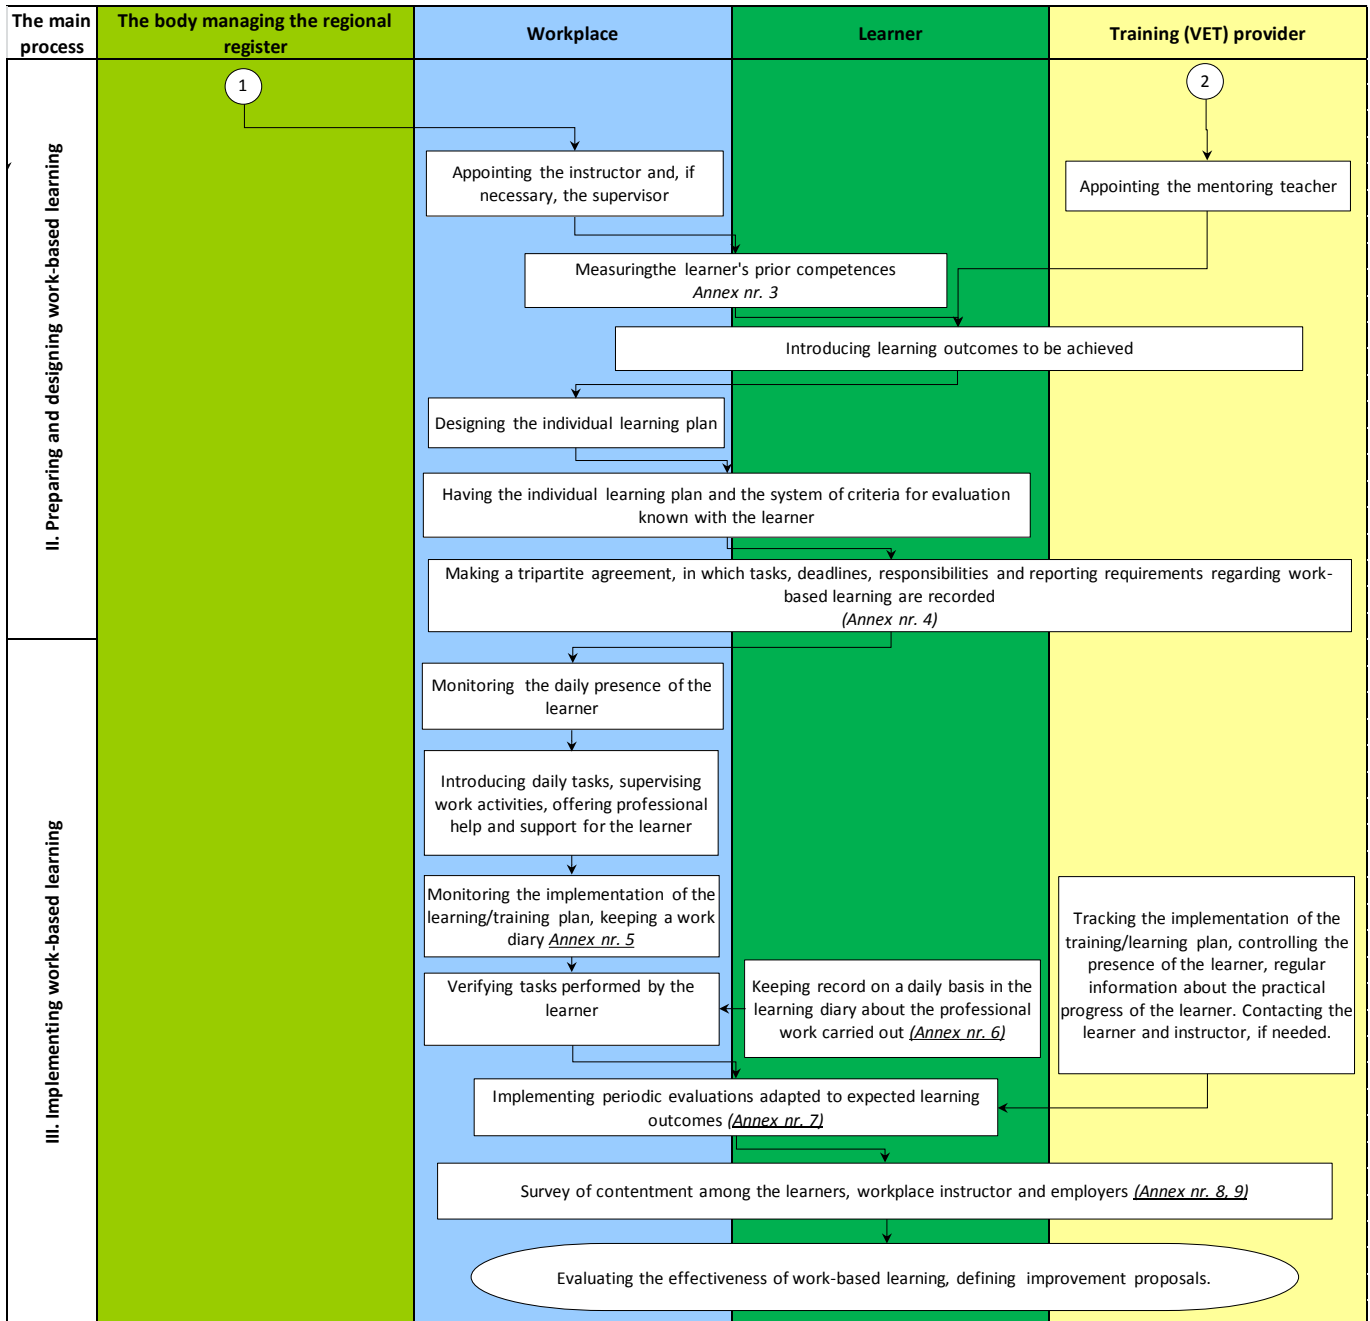 The main
process
The body managing the regional
register
Workplace
Learner
Training (VET) provider
II. Preparing and designing work-based learning
1
2
Appointing the instructor and, if
necessary, the supervisor
Appointing the mentoring teacher
Measuringthe learner's prior competences
Annex nr. 3
Introducing learning outcomes to be achieved
Designing the individual learning plan
Having the individual learning plan and the system of criteria for evaluation
known with the learner
Making a tripartite agreement, in which tasks, deadlines, responsibilities and reporting requirements regarding work-
based learning are recorded
(Annex nr. 4)
III. Implementing work-based learning
Monitoring the daily presence of the
learner
Introducing daily tasks, supervising
work activities, offering professional
help and support for the learner
Monitoring the implementation of the
learning/training plan, keeping a work
diary Annex nr. 5
Verifying tasks performed by the
learner
Keeping record on a daily basis in the
learning diary about the professional
work carried out (Annex nr. 6)
Tracking the implementation of the
training/learning plan, controlling the
presence of the learner, regular
information about the practical
progress of the learner. Contacting the
learner and instructor, if needed.
Implementing periodic evaluations adapted to expected learning
outcomes (Annex nr. 7)
Survey of contentment among the learners, workplace instructor and employers (Annex nr. 8, 9)
Evaluating the effectiveness of work-based learning, defining improvement proposals.